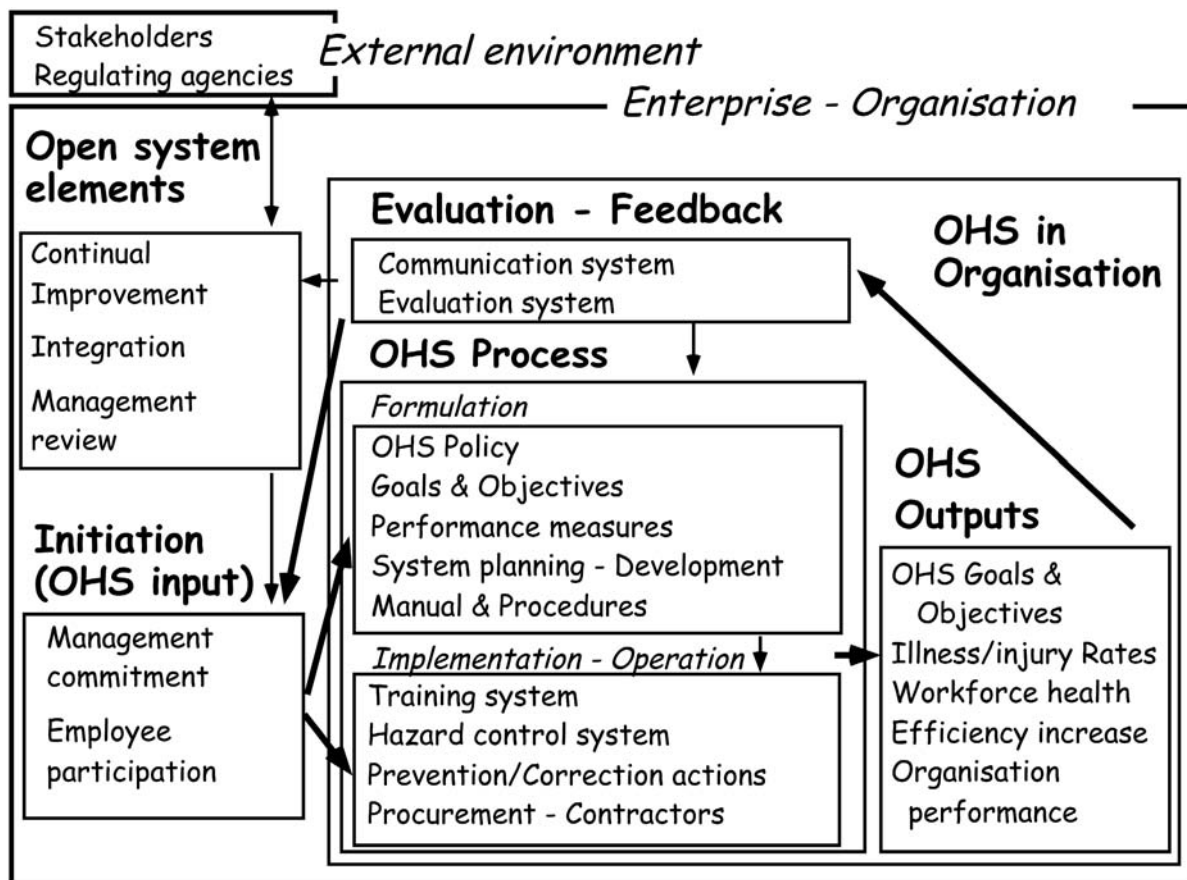 Stakeholders
Regulating agencies
External environment
Enterprise - Organisation
Open system
elements
Continual
Improvement
Integration
Management
review
Initiation
(OHS input)
Management
commitment
Employee
participation
Evaluation - Feedback
Communication system
Evaluation system
OHS in
Organisation
OHS Process
Formulation
OHS Policy
Goals & Objectives
Performance measures
System planning - Development
Manual & Procedures
Implementation - Operation
Training system
Hazard control system
Prevention/Correction actions
Procurement - Contractors
OHS
Outputs
OHS Goals &
Objectives
Illness/injury Rates
Workforce health
Efficiency increase
Organisation
performance